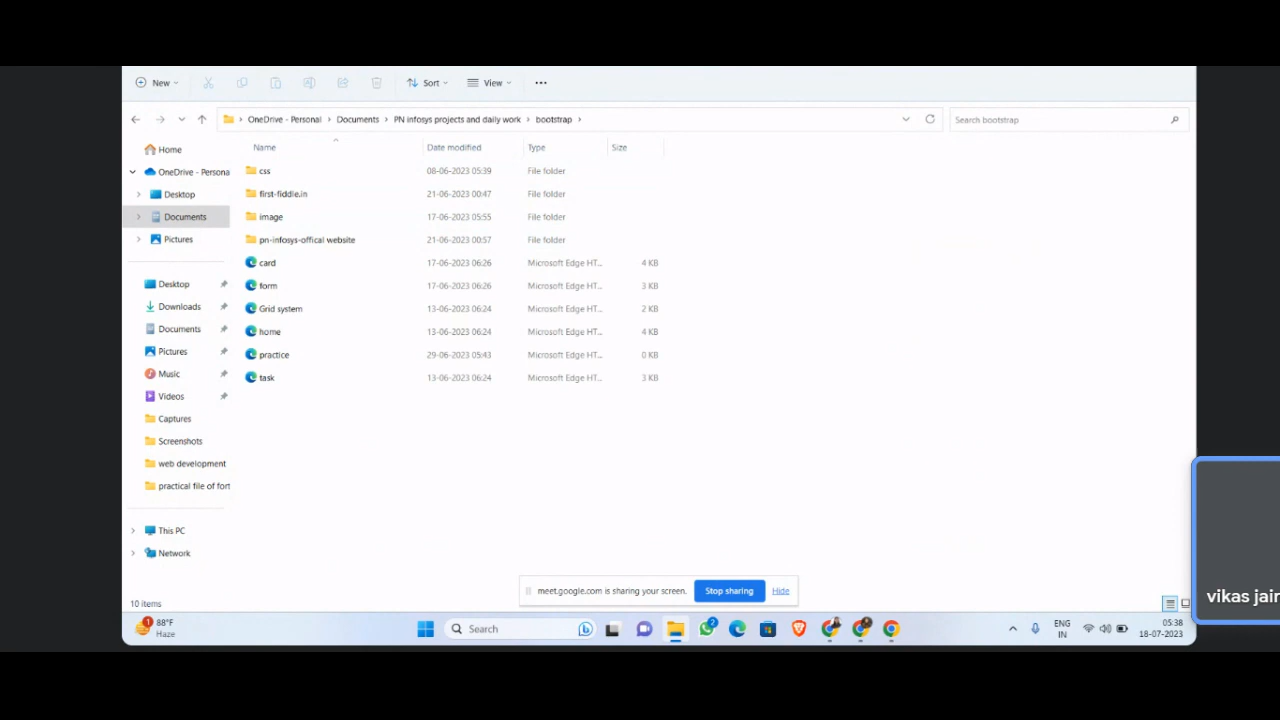 New
Sort
View
OneDrive - Personal
Documents
PN infosys projects and daily work
bootstrap
Search bootstrap
Name
Date modified
Type
Size
Home
OneDrive - Persona
Desktop
Documents
Pictures
Desktop
Downloads
Documents
Pictures
Music
Videos
Captures
Screenshots
web development
practical file of fort
This PC
Network
css 08-06-2023 05:39 File folder
first-fiddle.in 21-06-2023 00:47 File folder
image 17-06-2023 05:55 File folder
pn-infosys-offical website 21-06-2023 00:57 File folder
card 17-06-2023 06:26 Microsoft Edge HT... 4 KB
form 17-06-2023 06:26 Microsoft Edge HT... 3 KB
Grid system 13-06-2023 06:24 Microsoft Edge HT... 2 KB
home 13-06-2023 06:24 Microsoft Edge HT... 4 KB
practice 29-06-2023 05:43 Microsoft Edge HT... 0 KB
task 13-06-2023 06:24 Microsoft Edge HT... 3 KB
meet.google.com is sharing your screen.
Stop sharing
Hide
vikas jain
10 items
88°F
Haze
Search
ENG
IN
05:38
18-07-2023